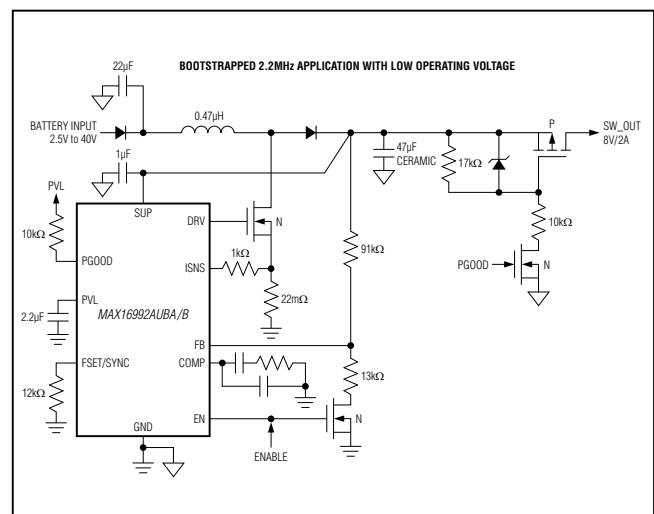 BOOTSTRAPPED 2.2MHz APPLICATION WITH LOW OPERATING VOLTAGE
22µF
BATTERY INPUT
2.5V to 40V
0.47µH
P
SW_OUT
8V/2A
47µF
CERAMIC
17kΩ
1µF
PVL
SUP
DRV
N
10kΩ
PGOOD
ISNS
1kΩ
22mΩ
91kΩ
10kΩ
PGOOD
N
PVL
2.2µF
MAX16992AUBA/B
FB
COMP
13kΩ
FSET/SYNC
12kΩ
EN
N
GND
ENABLE